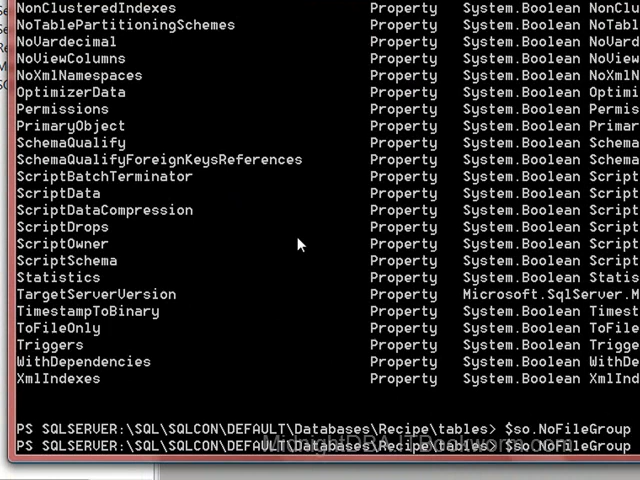 NonClusteredIndexes Property System.Boolean NonClu
NoTablePartitioningSchemes Property System.Boolean NoTabl
NoVardecimal Property System.Boolean NoVard
NoViewColumns Property System.Boolean NoView
NoXmlNamespaces Property System.Boolean NoXmlN
OptimizerData Property System.Boolean Optimi
Permissions Property System.Boolean Permis
PrimaryObject Property System.Boolean Primar
SchemaQualify Property System.Boolean Schema
SchemaQualifyForeignKeysReferences Property System.Boolean Schema
ScriptBatchTerminator Property System.Boolean Script
ScriptData Property System.Boolean Script
ScriptDataCompression Property System.Boolean Script
ScriptDrops Property System.Boolean Script
ScriptOwner Property System.Boolean Script
ScriptSchema Property System.Boolean Script
Statistics Property System.Boolean Statis
TargetServerVersion Property Microsoft.SqlServer.M
TimestampToBinary Property System.Boolean Timest
ToFileOnly Property System.Boolean ToFile
Triggers Property System.Boolean Trigge
WithDependencies Property System.Boolean WithDe
XmlIndexes Property System.Boolean XmlInd
PS SQLSERVER:\SQL\SQLCON\DEFAULT\Databases\Recipe\tables> $so.NoFileGroup
PS SQLSERVER:\SQL\SQLCON\DEFAULT\Databases\Recipe\tables> $so.NoFileGroup
MidnightDBA.ITBookworm.com